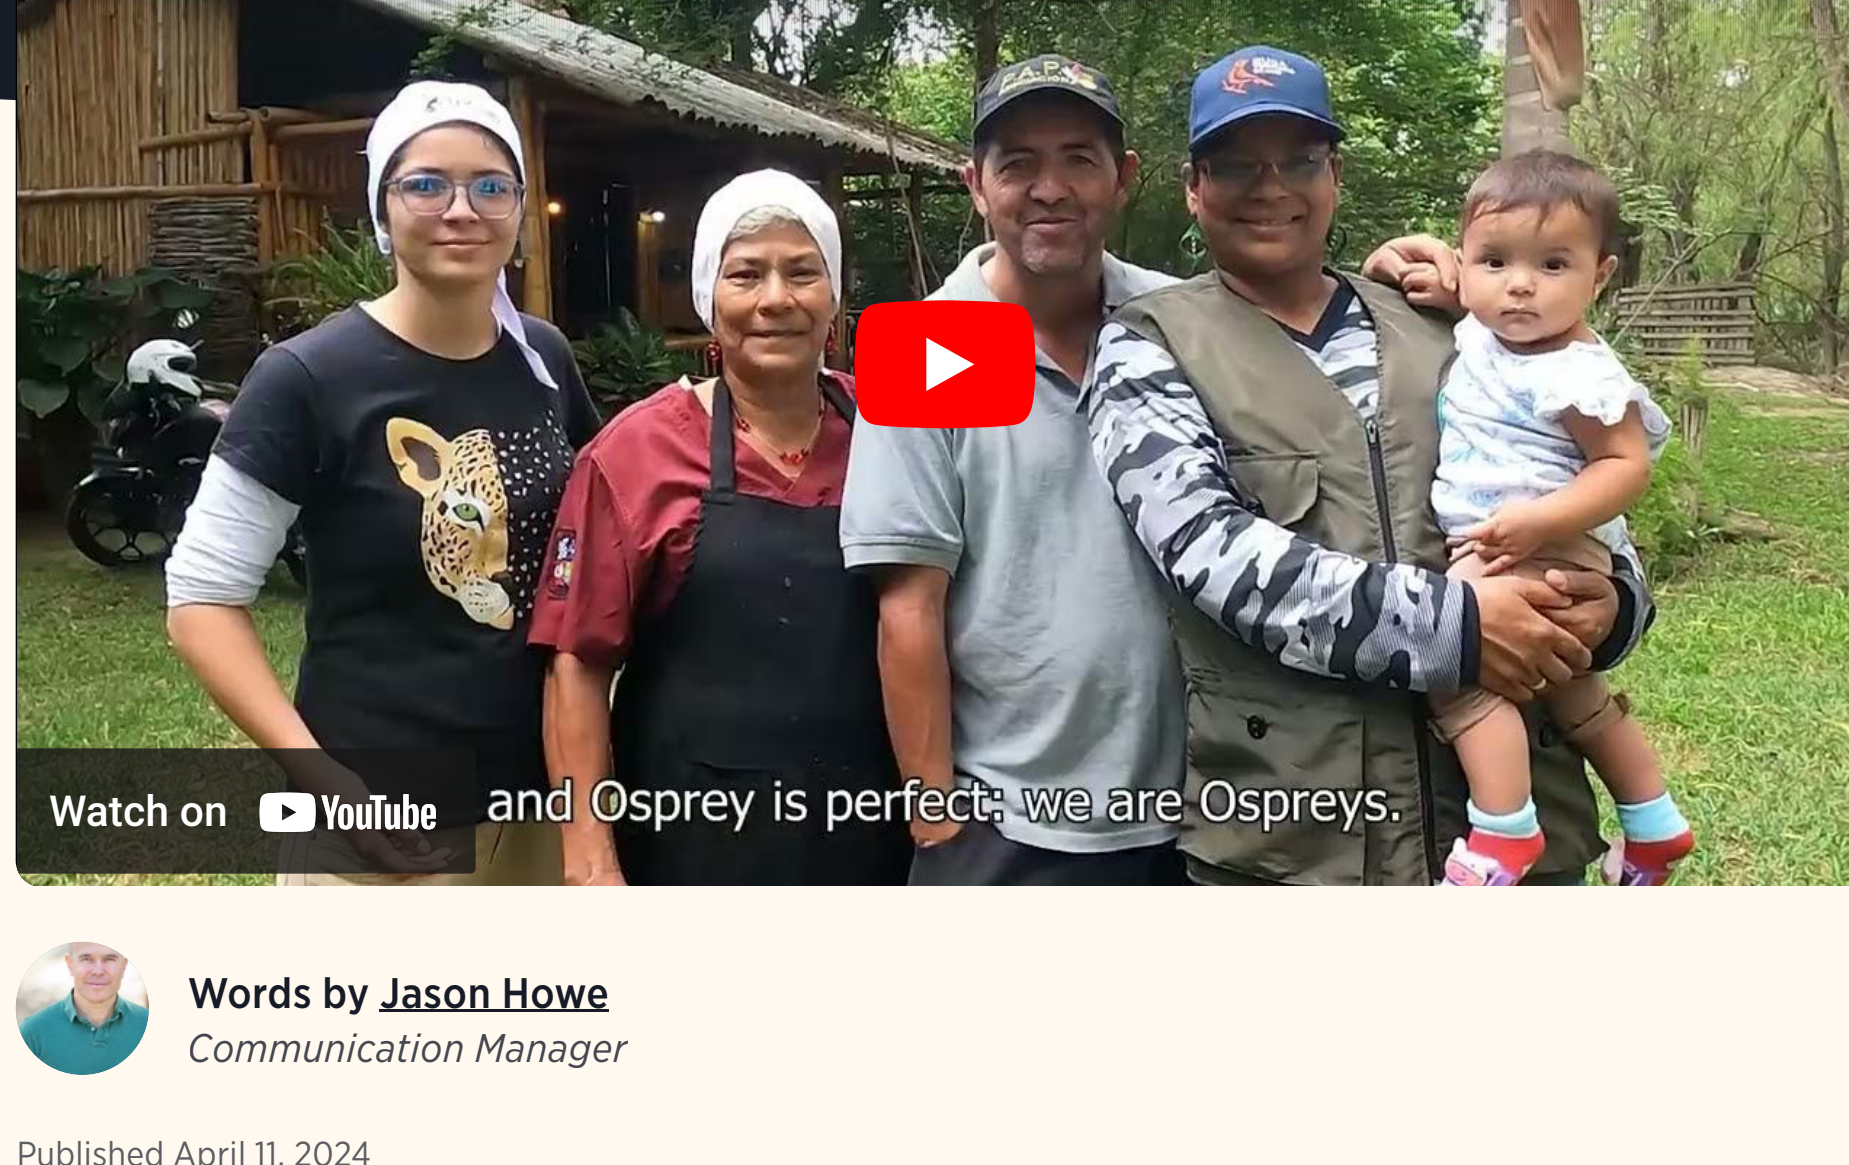 P.A.P.
Watch on YouTube
and Osprey is perfect: we are Ospreys.
Words by Jason Howe
Communication Manager
Published April 11, 2024